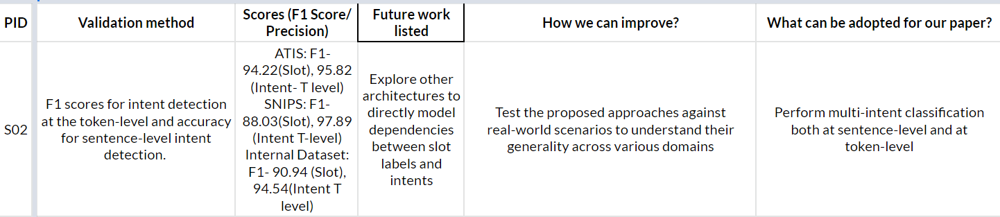 PID
Validation method
Scores (F1 Score/
Precision)
Future work
listed
How we can improve?
What can be adopted for our paper?
S02
F1 scores for intent detection
at the token-level and accuracy
for sentence-level intent
detection.
ATIS: F1-
94.22(Slot), 95.82
(Intent- T level)
SNIPS: F1-
88.03(Slot), 97.89
(Intent T-level)
Internal Dataset:
F1- 90.94 (Slot),
94.54(Intent T
level)
Explore other
architectures to
directly model
dependencies
between slot
labels and
intents
Test the proposed approaches against
real-world scenarios to understand their
generality across various domains
Perform multi-intent classification
both at sentence-level and at
token-level